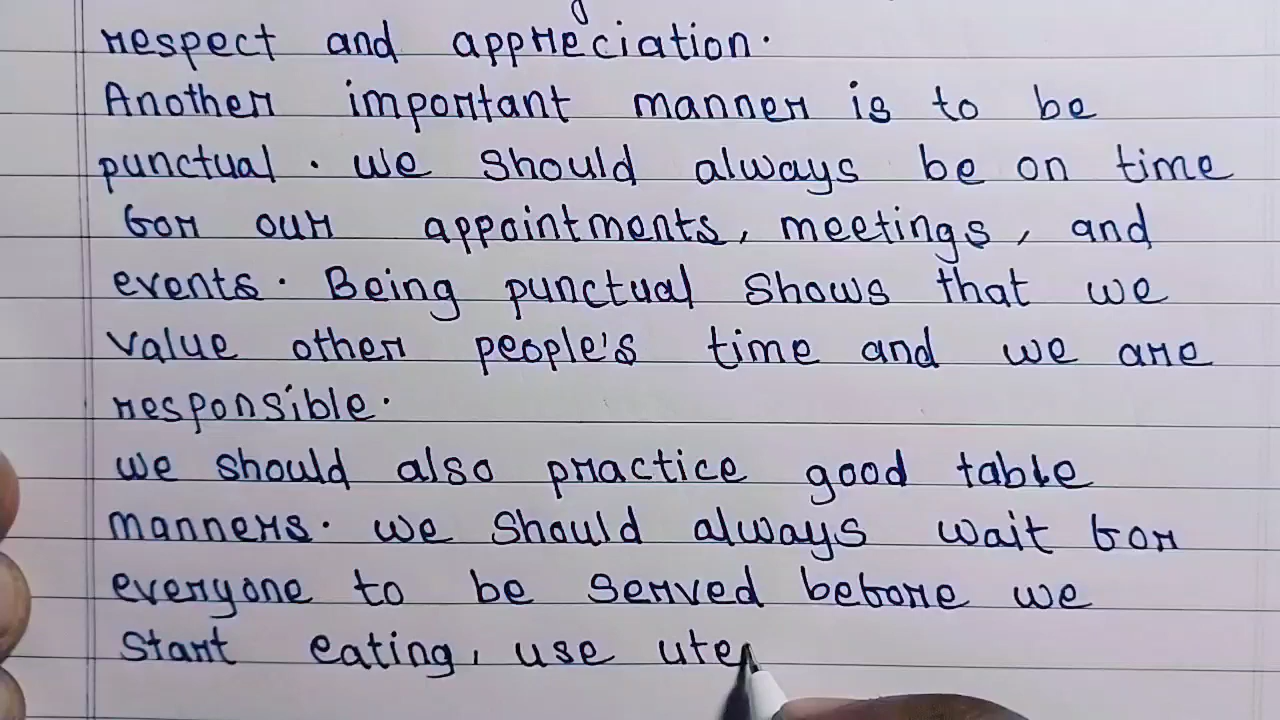 respect and appreciation.
Another important manner is to be
punctual. we should always be on time
for our appointments, meetings, and
events. Being punctual shows that we
value other people's time and we are
responsible.
we should also practice good table
manners. we should always wait for
everyone to be served before we
start eating, use ute